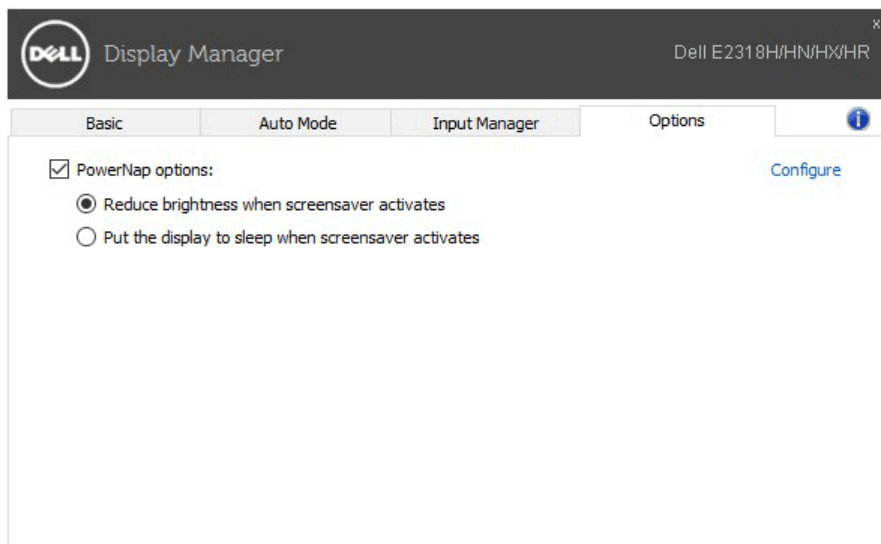 x
DELL Display Manager
Dell E2318H/HN/HX/HR
Basic Auto Mode Input Manager Options i
PowerNap options: Configure
Reduce brightness when screensaver activates
Put the display to sleep when screensaver activates